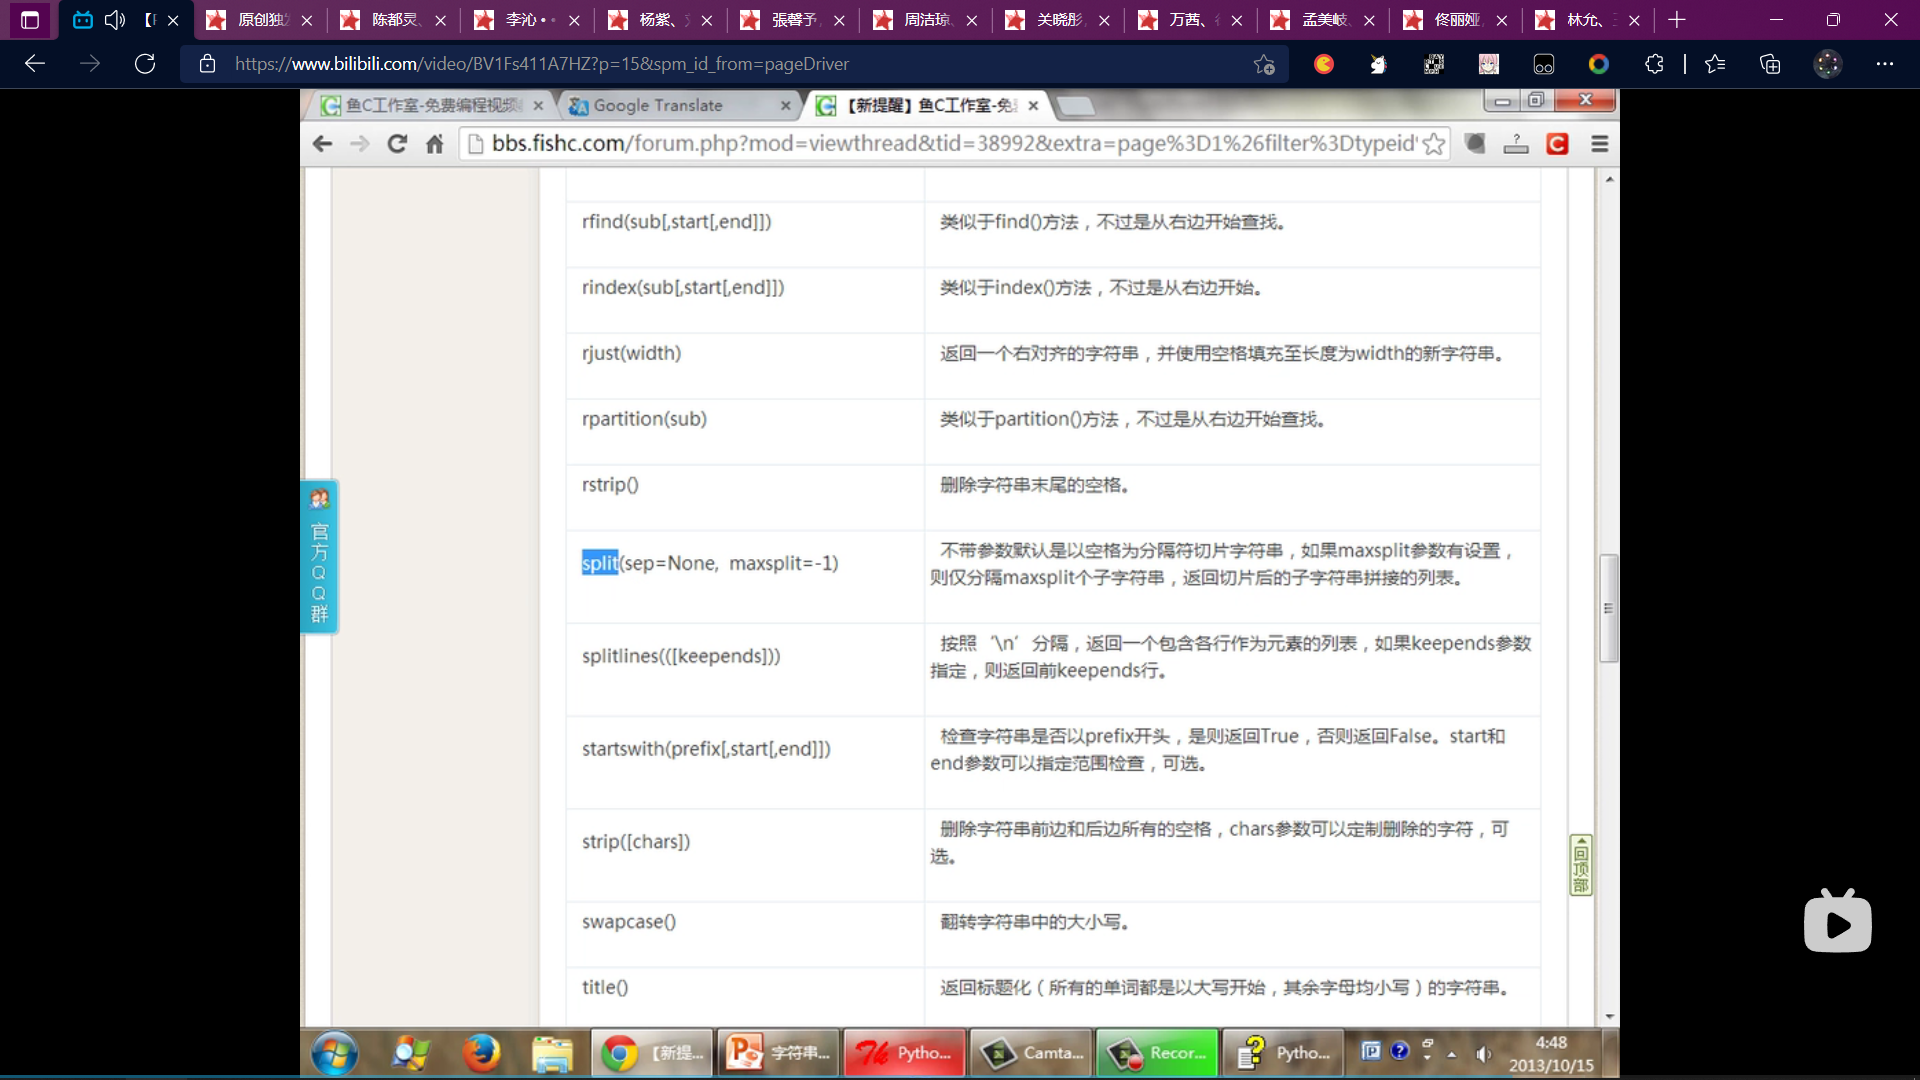 原创独发
陈都灵、
李沁••
杨紫、
張馨予,
周洁琼、
关晓彤,
万茜、
孟美岐、
佟丽娅,
林允、
https://www.bilibili.com/video/BV1Fs411A7HZ?p=15&spm_id_from=pageDriver
鱼C工作室-免费编程视频
Google Translate
【新提醒】鱼C工作室-免
bbs.fishc.com/forum.php?mod=viewthread&tid=38992&extra=page%3D1%26filter%3Dtypeid
rfind(sub[,start[,end]]) 类似于find()方法，不过是从右边开始查找。
rindex(sub[,start[,end]]) 类似于index()方法，不过是从右边开始。
rjust(width) 返回一个右对齐的字符串，并使用空格填充至长度为width的新字符串。
rpartition(sub) 类似于partition()方法，不过是从右边开始查找。
rstrip() 删除字符串末尾的空格。
split(sep=None, maxsplit=-1) 不带参数默认是以空格为分隔符切片字符串，如果maxsplit参数有设置，
则仅分隔maxsplit个子字符串，返回切片后的子字符串拼接的列表。
splitlines(([keepends])) 按照‘\n’分隔，返回一个包含各行作为元素的列表，如果keepends参数
指定，则返回前keepends行。
startswith(prefix[,start[,end]]) 检查字符串是否以prefix开头，是则返回True，否则返回False。start和
end参数可以指定范围检查，可选。
strip([chars]) 删除字符串前边和后边所有的空格，chars参数可以定制删除的字符，可
选。
swapcase() 翻转字符串中的大小写。
title() 返回标题化（所有的单词都是以大写开始，其余字母均小写）的字符串。
官方QQ群
回顶部
【新提...
字符串...
Pytho...
Camta...
Recor...
Pytho...
4:48
2013/10/15